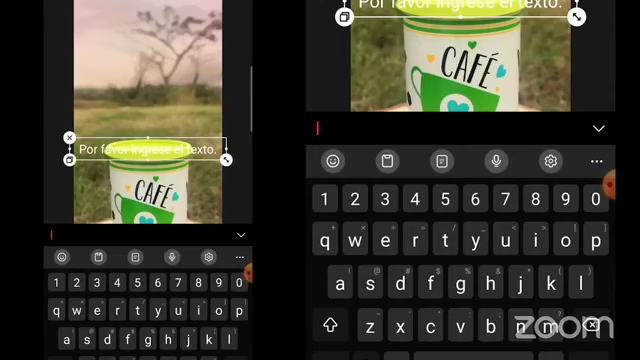 Por favor ingrese el texto.
CAFÉ
1 2 3 4 5 6 7 8 9 0
q w e r t y u i o p
a s d f g h j k l
Por favor ingrese el texto.
CAFÉ
1 2 3 4 5 6 7 8 9 0
q w e r t y u i o p
a s d f g h j k l
z x c v b n m
zoom